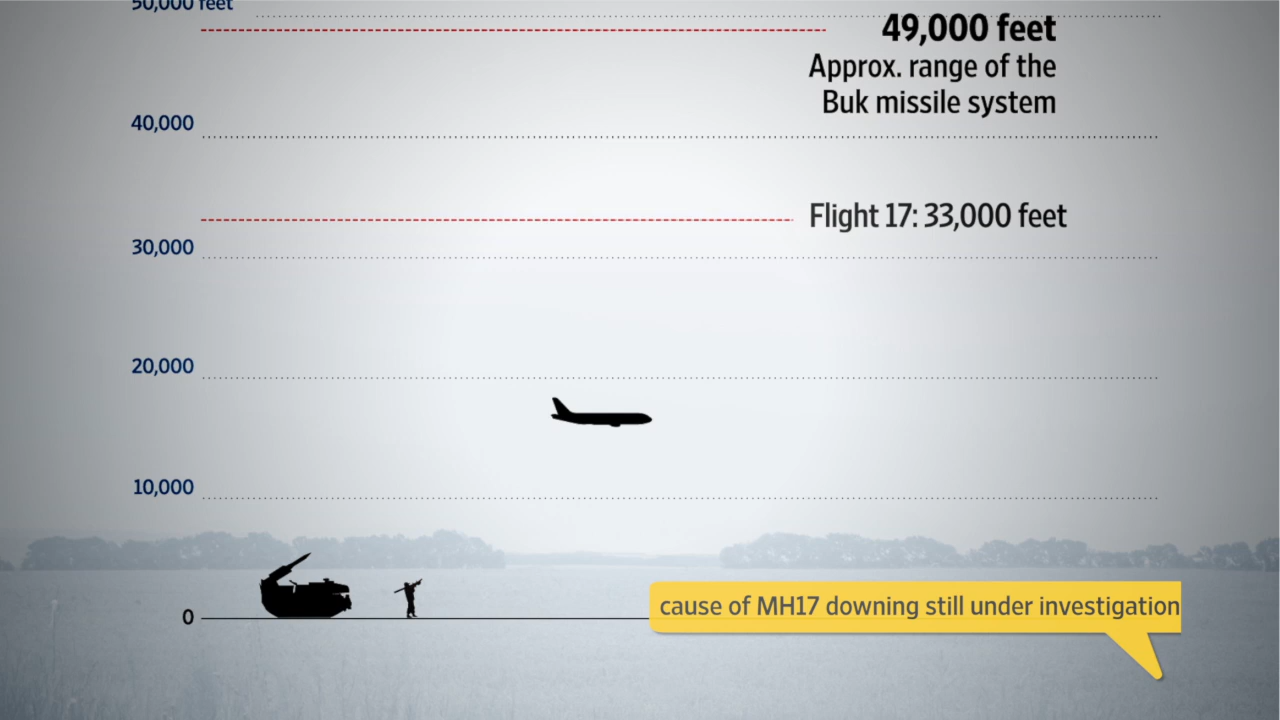 50,000 feet
49,000 feet
Approx. range of the
Buk missile system
40,000
Flight 17: 33,000 feet
30,000
20,000
10,000
cause of MH17 downing still under investigation
0